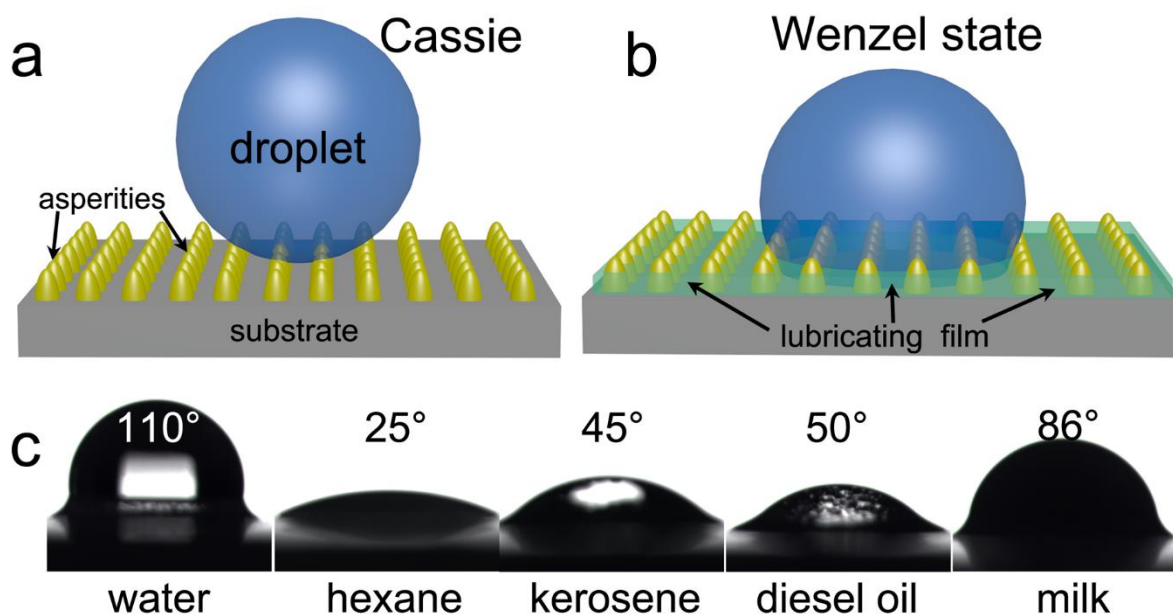 a
Cassie
droplet
asperities
substrate
b
Wenzel state
lubricating film
c
110°
25°
45°
50°
86°
water
hexane
kerosene
diesel oil
milk